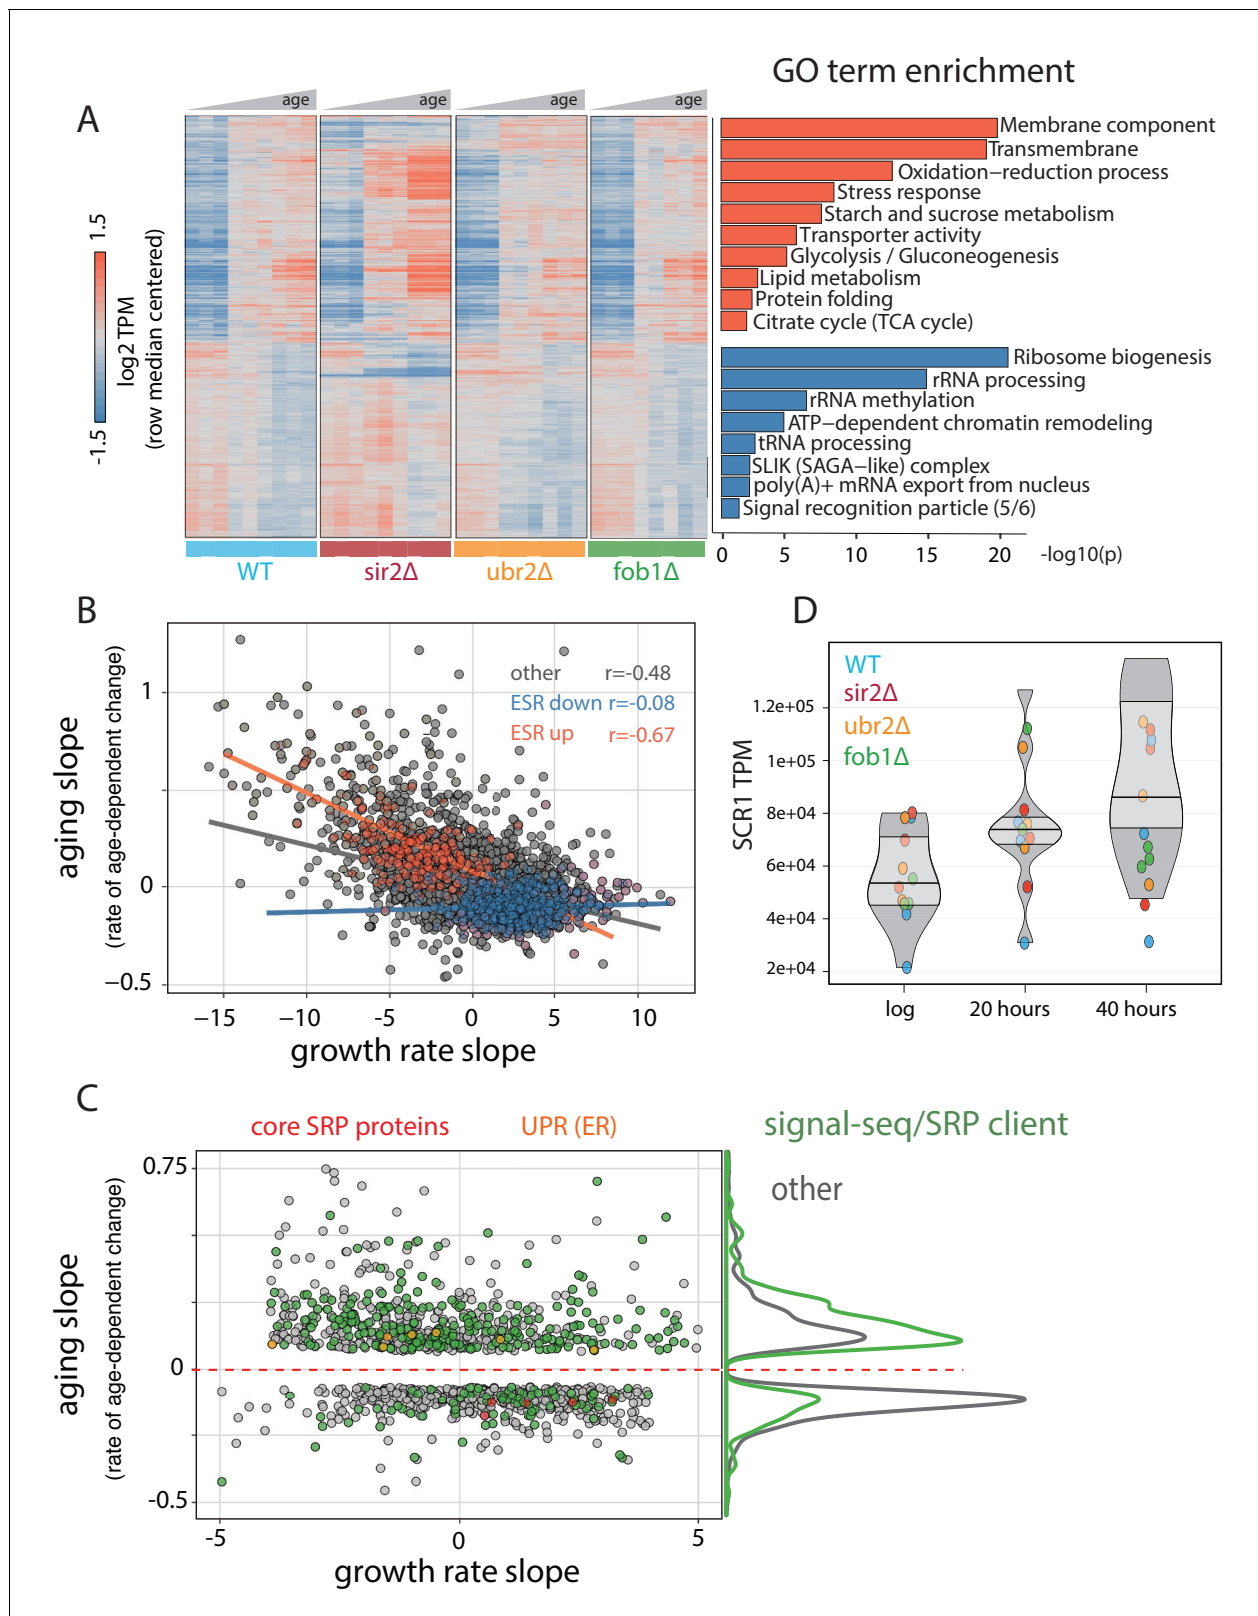 GO term enrichment
A
age
age
age
age
1.5
-1.5
log2 TPM
(row median centered)
WT
sir2Δ
ubr2Δ
fob1Δ
Membrane component
Transmembrane
Oxidation−reduction process
Stress response
Starch and sucrose metabolism
Transporter activity
Glycolysis / Gluconeogenesis
Lipid metabolism
Protein folding
Citrate cycle (TCA cycle)
Ribosome biogenesis
rRNA processing
rRNA methylation
ATP−dependent chromatin remodeling
tRNA processing
SLIK (SAGA−like) complex
poly(A)+ mRNA export from nucleus
Signal recognition particle (5/6)
0 5 10 15 20 -log10(p)
B
aging slope
(rate of age-dependent change)
1
0
−0.5
other r=-0.48
ESR down r=-0.08
ESR up r=-0.67
−15 −10 -5 0 5 10
growth rate slope
D
WT
sir2Δ
ubr2Δ
fob1Δ
SCR1 TPM
1.2e+05
1e+05
8e+04
6e+04
4e+04
2e+04
log 20 hours 40 hours
C
core SRP proteins UPR (ER) signal-seq/SRP client
other
aging slope
(rate of age-dependent change)
0.75
0
-0.5
-5 0 5
growth rate slope